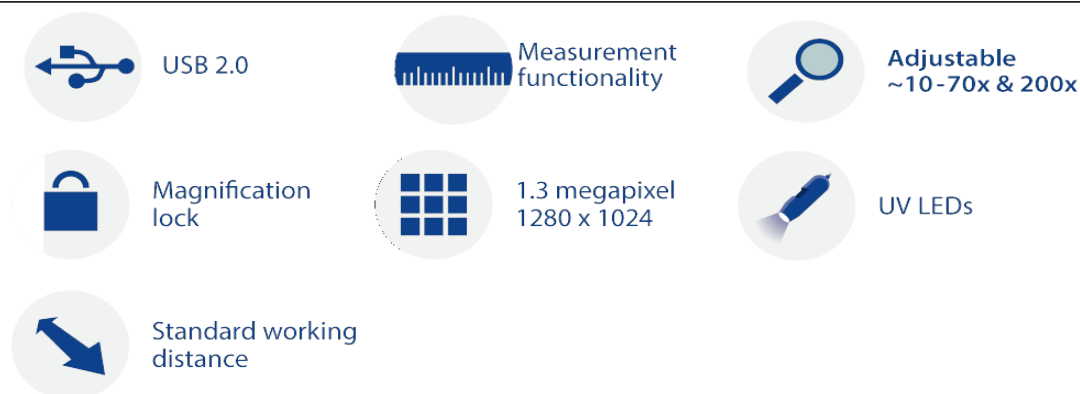 USB 2.0
Measurement
functionality
Adjustable
~10-70x & 200x
Magnification
lock
1.3 megapixel
1280 x 1024
UV LEDs
Standard working
distance